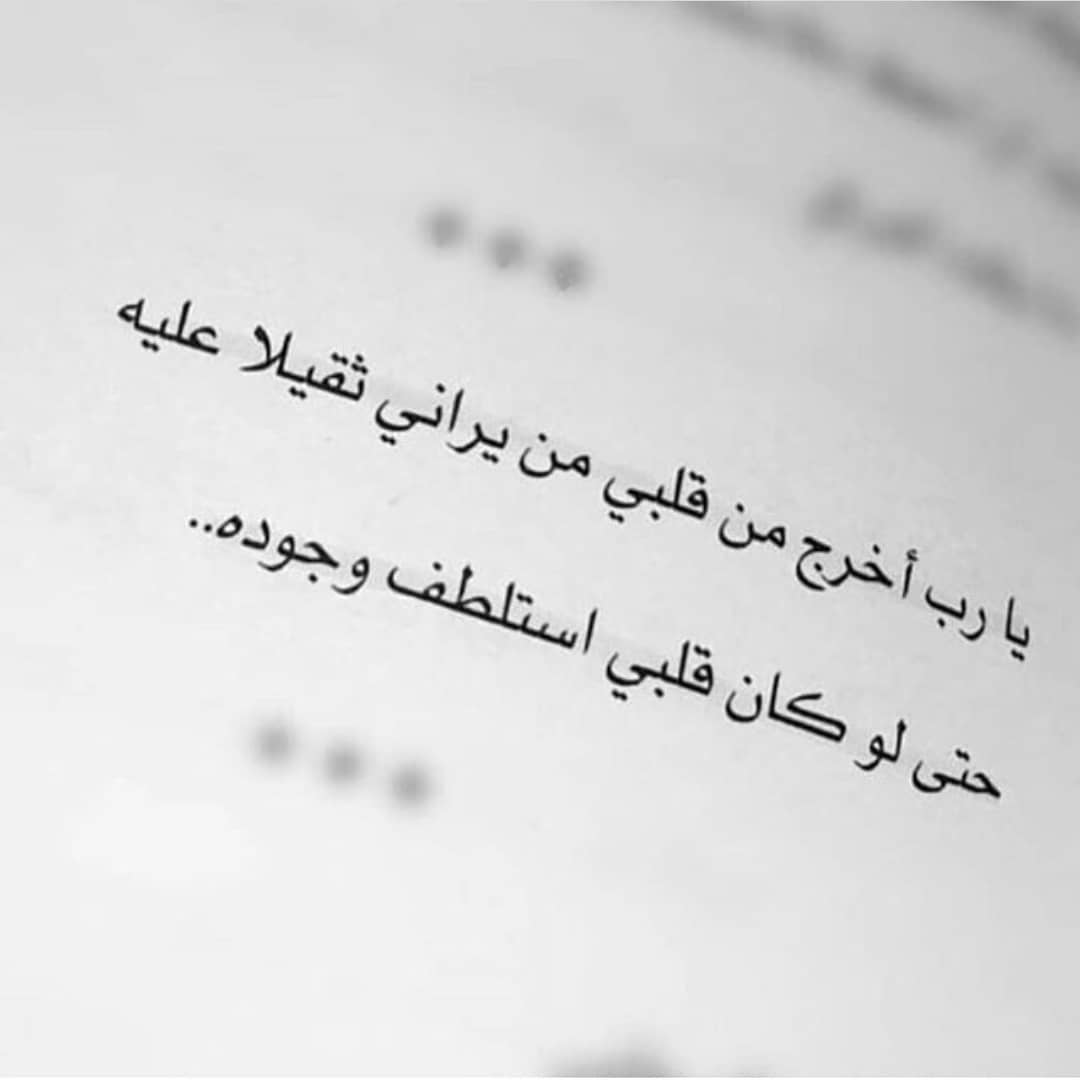 يا رب أخرج من قلبي من يراني ثقيلا عليه
حتى لو كان قلبي استلطف وجوده..